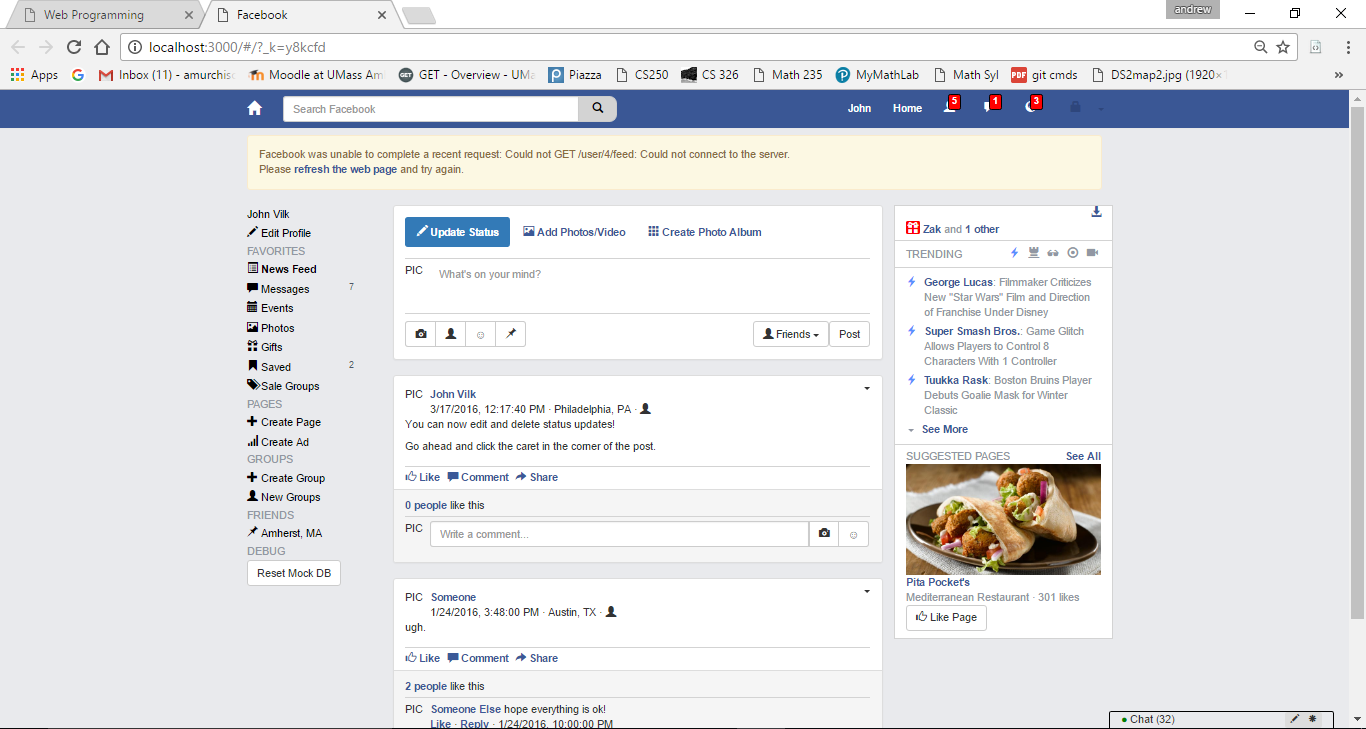 Web Programming
Facebook
andrew
localhost:3000/#/?_k=y8kcfd
Apps
Inbox (11) - amurchis
Moodle at UMass Am
GET - Overview - UMa
Piazza
CS250
CS 326
Math 235
MyMathLab
Math Syl
PDF
git cmds
DS2map2.jpg (1920×1
»
Search Facebook
John
Home
5
1
3
Facebook was unable to complete a recent request: Could not GET /user/4/feed: Could not connect to the server.
Please refresh the web page and try again.
John Vilk
Edit Profile
FAVORITES
News Feed
Messages 7
Events
Photos
Gifts
Saved 2
Sale Groups
PAGES
Create Page
Create Ad
GROUPS
Create Group
New Groups
FRIENDS
Amherst, MA
DEBUG
Reset Mock DB
Update Status
Add Photos/Video
Create Photo Album
PIC
What's on your mind?
Friends
Post
PIC John Vilk
3/17/2016, 12:17:40 PM · Philadelphia, PA ·
You can now edit and delete status updates!
Go ahead and click the caret in the corner of the post.
Like Comment Share
0 people like this
PIC Write a comment...
PIC Someone
1/24/2016, 3:48:00 PM · Austin, TX ·
ugh.
Like Comment Share
2 people like this
PIC Someone Else hope everything is ok!
Like · Reply · 1/24/2016, 10:00:00 PM
Zak and 1 other
TRENDING
George Lucas: Filmmaker Criticizes
New "Star Wars" Film and Direction
of Franchise Under Disney
Super Smash Bros.: Game Glitch
Allows Players to Control 8
Characters With 1 Controller
Tuukka Rask: Boston Bruins Player
Debuts Goalie Mask for Winter
Classic
See More
SUGGESTED PAGES See All
Pita Pocket's
Mediterranean Restaurant · 301 likes
Like Page
Chat (32)